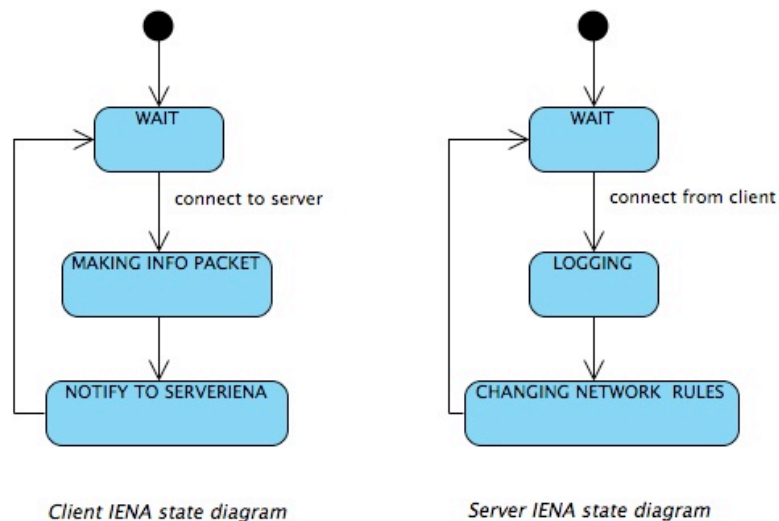 WAIT
connect to server
MAKING INFO PACKET
NOTIFY TO SERVERIENA
Client IENA state diagram
WAIT
connect from client
LOGGING
CHANGING NETWORK RULES
Server IENA state diagram